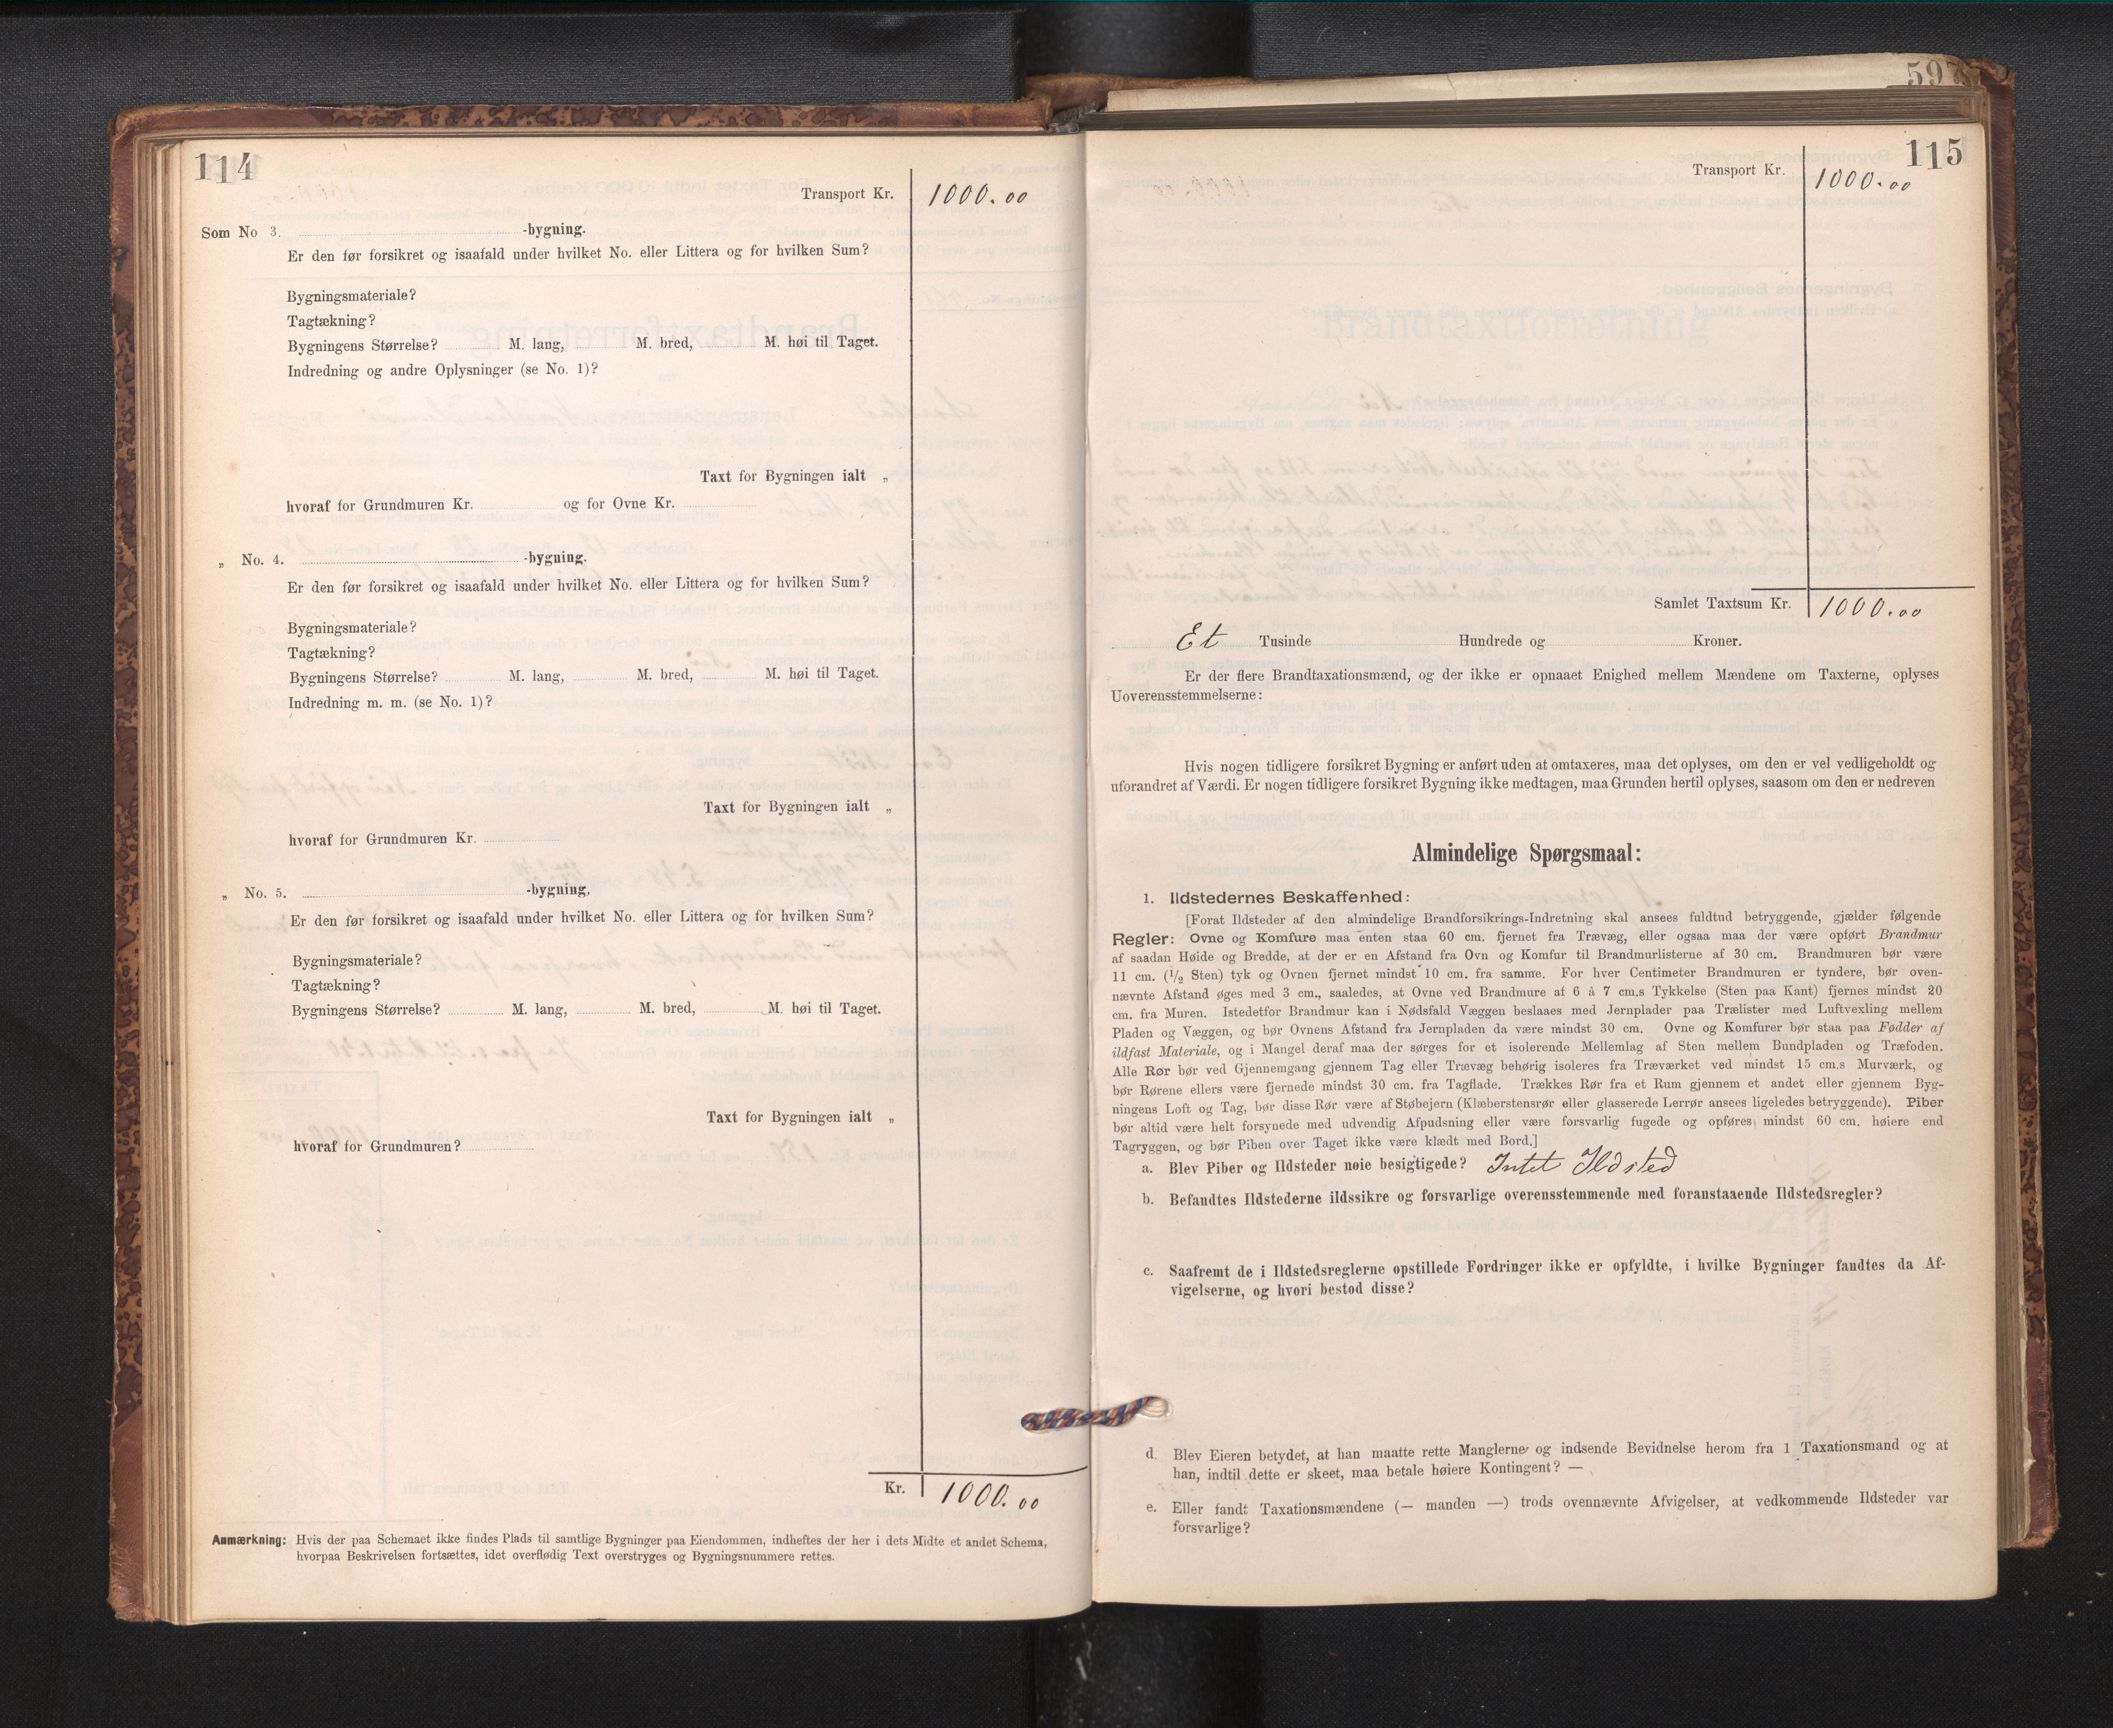 114
Transport Kr. 1000.00
Som No 3. -bygning.
Er den før forsikret og isaafald under hvilket No. eller Littera og for hvilken Sum?
Bygningsmateriale?
Tagtækning?
Bygningens Størrelse? M. lang, M. bred, M. høi til Taget.
Indredning og andre Oplysninger (se No. 1)?
Taxt for Bygningen ialt „
hvoraf for Grundmuren Kr. og for Ovne Kr.
„ No. 4. -bygning.
Er den før forsikret og isaafald under hvilket No. eller Littera og for hvilken Sum?
Bygningsmateriale?
Tagtækning?
Bygningens Størrelse? M. lang, M. bred, M. høi til Taget.
Indredning m. m. (se No. 1)?
Taxt for Bygningen ialt „
hvoraf for Grundmuren Kr.
„ No. 5. -bygning.
Er den før forsikret og isaafald under hvilket No. eller Littera og for hvilken Sum?
Bygningsmateriale?
Tagtækning?
Bygningens Størrelse? M. lang, M. bred, M. høi til Taget.
Taxt for Bygningen ialt „
hvoraf for Grundmuren?
Kr. 1000.00
Anmærkning: Hvis der paa Schemaet ikke findes Plads til samtlige Bygninger paa Eiendommen, indheftes der her i dets Midte et andet Schema,
hvorpaa Beskrivelsen fortsættes, idet overflødig Text overstryges og Bygningsnummere rettes.
597
115
Transport Kr. 1000.00
Samlet Taxtsum Kr. 1000.00
Et Tusinde Hundrede og Kroner.
Er der flere Brandtaxationsmænd, og der ikke er opnaaet Enighed mellem Mændene om Taxterne, oplyses
Uoverensstemmelserne:
Hvis nogen tidligere forsikret Bygning er anført uden at omtaxeres, maa det oplyses, om den er vel vedligeholdt og
uforandret af Værdi. Er nogen tidligere forsikret Bygning ikke medtagen, maa Grunden hertil oplyses, saasom om den er nedreven
Almindelige Spørgsmaal:
1. Ildstedernes Beskaffenhed:
[Forat Ildsteder af den almindelige Brandforsikrings-Indretning skal ansees fuldtud betryggende, gjælder følgende
Regler: Ovne og Komfure maa enten staa 60 cm. fjernet fra Trævæg, eller ogsaa maa der være opført Brandmur
af saadan Høide og Bredde, at der er en Afstand fra Ovn og Komfur til Brandmurlisterne af 30 cm. Brandmuren bør være
11 cm. (1/2 Sten) tyk og Ovnen fjernet mindst 10 cm. fra samme. For hver Centimeter Brandmuren er tyndere, bør oven-
nævnte Afstand øges med 3 cm., saaledes, at Ovne ved Brandmure af 6 à 7 cm.s Tykkelse (Sten paa Kant) fjernes mindst 20
cm. fra Muren. Istedetfor Brandmur kan i Nødsfald Væggen beslaaes med Jernplader paa Trælister med Luftvexling mellem
Pladen og Væggen, og bør Ovnens Afstand fra Jernpladen da være mindst 30 cm. Ovne og Komfurer bør staa paa Fødder af
ildfast Materiale, og i Mangel deraf maa der sørges for et isolerende Mellemlag af Sten mellem Bundpladen og Træfoden.
Alle Rør bør ved Gjennemgang gjennem Tag eller Trævæg behørig isoleres fra Træværket ved mindst 15 cm.s Murværk, og
bør Rørene ellers være fjernede mindst 30 cm. fra Tagflade. Trækkes Rør fra et Rum gjennem et andet eller gjennem Byg-
ningens Loft og Tag, bør disse Rør være af Støbejern (Klæberstensrør eller glasserede Lerrør ansees ligeledes betryggende). Piber
bør altid være helt forsynede med udvendig Afpudsning eller være forsvarlig fugede og opføres mindst 60 cm. høiere end
Tagryggen, og bør Piben over Taget ikke være klædt med Bord.]
a. Blev Piber og Ildsteder nøie besigtigede? Intet Ildsted
b. Befandtes Ildstederne ildssikre og forsvarlige overensstemmende med foranstaaende Ildstedsregler?
c. Saafremt de i Ildstedsreglerne opstillede Fordringer ikke er opfyldte, i hvilke Bygninger fandtes da Af-
vigelserne, og hvori bestod disse?
d. Blev Eieren betydet, at han maatte rette Manglerne og indsende Bevidnelse herom fra 1 Taxationsmand og at
han, indtil dette er skeet, maa betale høiere Kontingent? —
e. Eller fandt Taxationsmændene (— manden —) trods ovennævnte Afvigelser, at vedkommende Ildsteder var
forsvarlige?